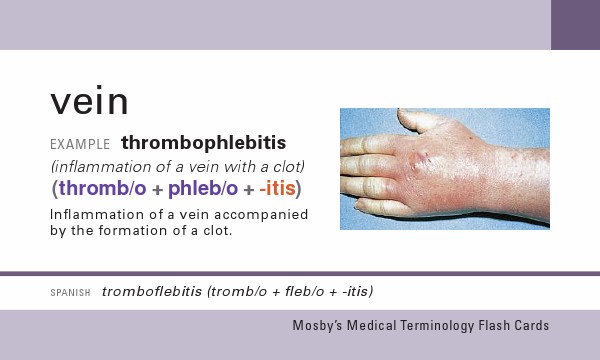 vein
EXAMPLE thrombophlebitis
(inflammation of a vein with a clot)
(thromb/o + phleb/o + -itis)
Inflammation of a vein accompanied
by the formation of a clot.
SPANISH tromboflebitis (tromb/o + fleb/o + -itis)
Mosby's Medical Terminology Flash Cards